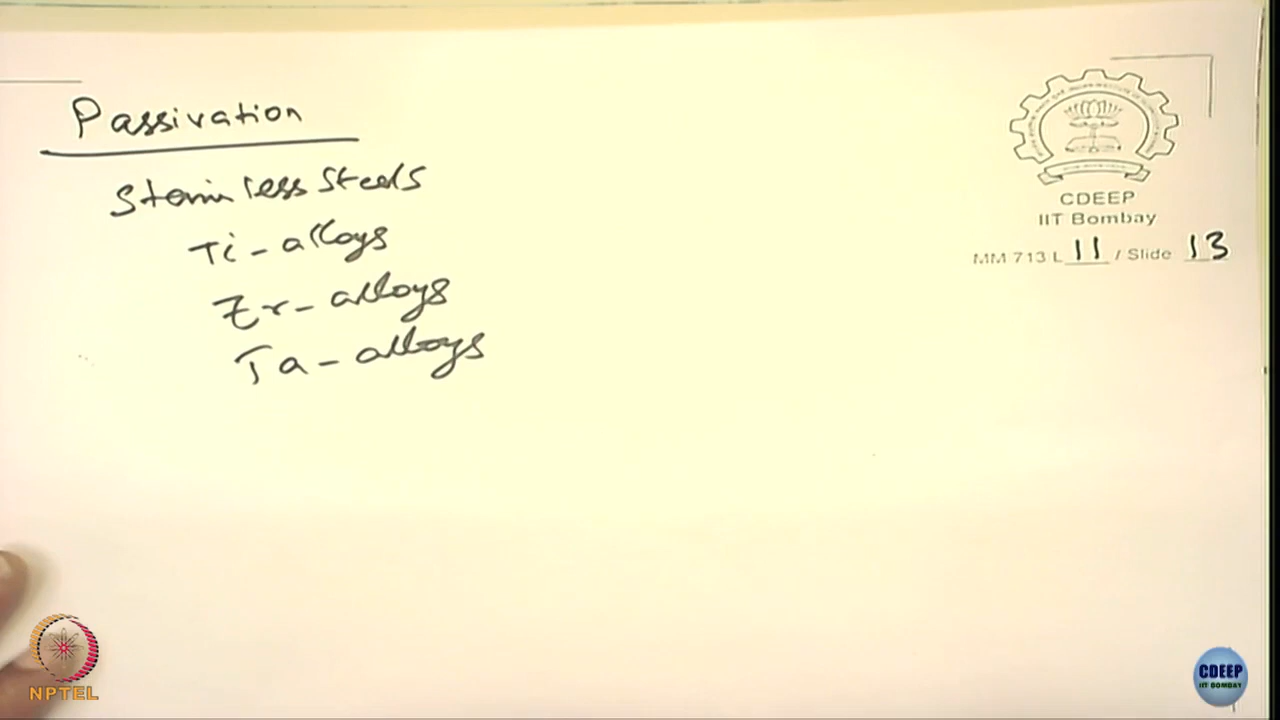 Passivation
Stainless Steels
Ti - alloys
Zr - alloys
Ta - alloys
CDEEP
IIT Bombay
MM 713 L 11 / Slide 13
NPTEL
CDEEP
IIT BOMBAY